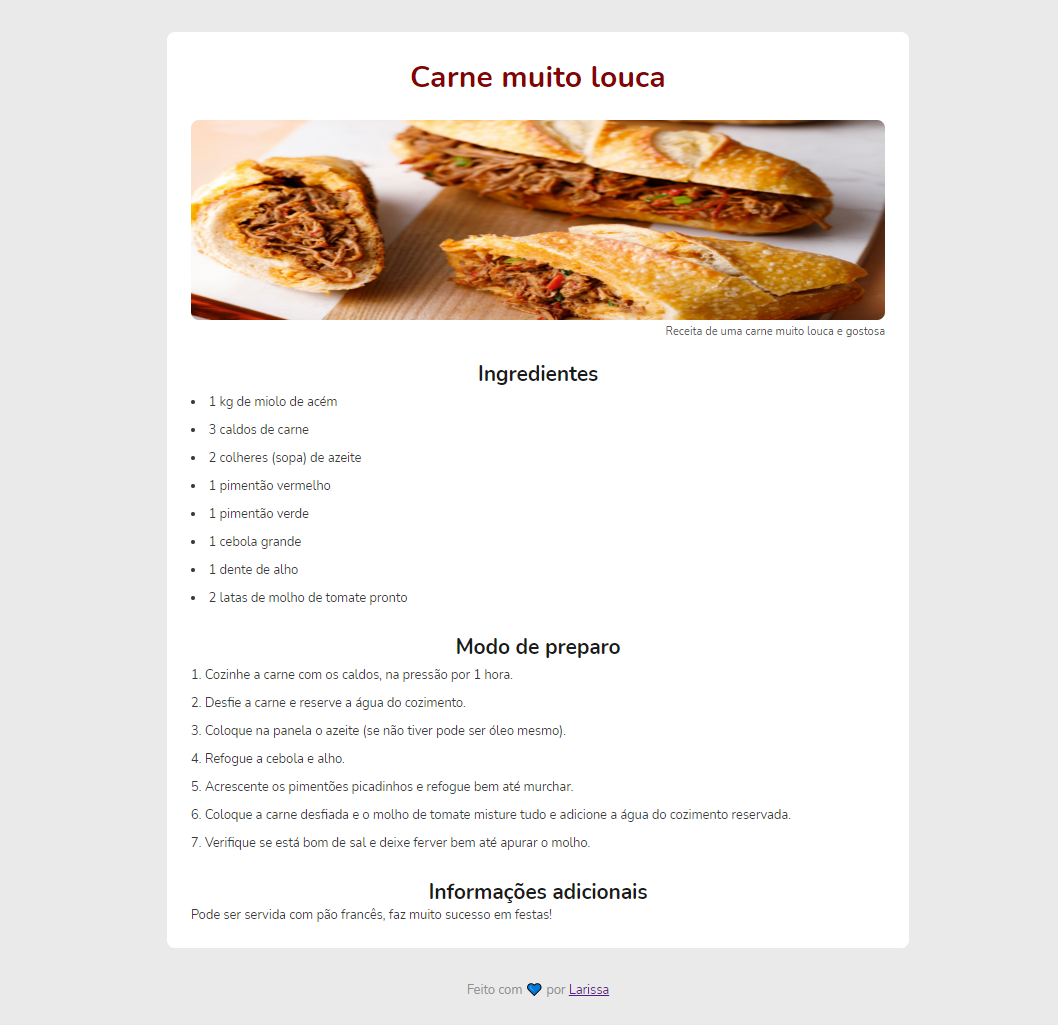 Carne muito louca
Receita de uma carne muito louca e gostosa
Ingredientes
• 1 kg de miolo de acém
• 3 caldos de carne
• 2 colheres (sopa) de azeite
• 1 pimentão vermelho
• 1 pimentão verde
• 1 cebola grande
• 1 dente de alho
• 2 latas de molho de tomate pronto
Modo de preparo
1. Cozinhe a carne com os caldos, na pressão por 1 hora.
2. Desfie a carne e reserve a água do cozimento.
3. Coloque na panela o azeite (se não tiver pode ser óleo mesmo).
4. Refogue a cebola e alho.
5. Acrescente os pimentões picadinhos e refogue bem até murchar.
6. Coloque a carne desfiada e o molho de tomate misture tudo e adicione a água do cozimento reservada.
7. Verifique se está bom de sal e deixe ferver bem até apurar o molho.
Informações adicionais
Pode ser servida com pão francês, faz muito sucesso em festas!
Feito com 💙 por Larissa